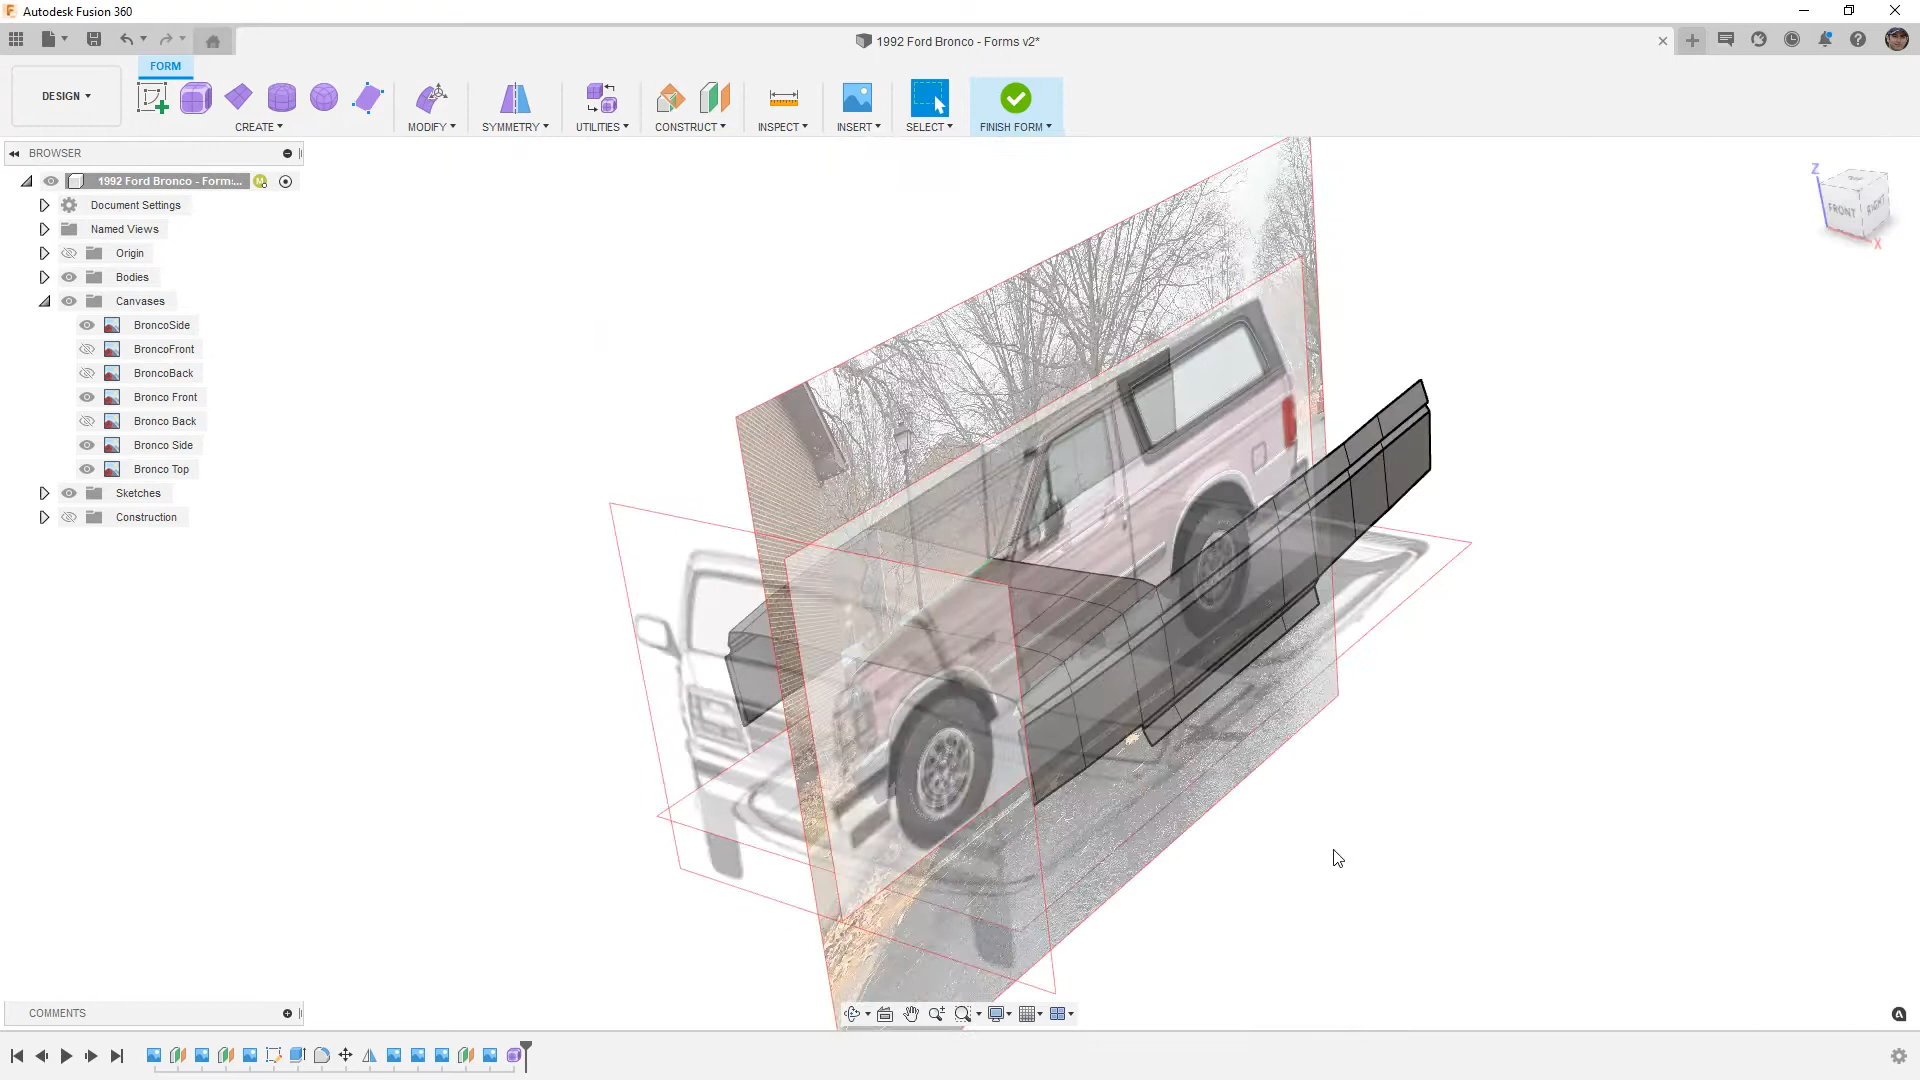 Autodesk Fusion 360
1992 Ford Bronco - Forms v2*
FORM
DESIGN
CREATE
MODIFY
SYMMETRY
UTILITIES
CONSTRUCT
INSPECT
INSERT
SELECT
FINISH FORM
BROWSER
1992 Ford Bronco - Form:...
Document Settings
Named Views
Origin
Bodies
Canvases
BroncoSide
BroncoFront
BroncoBack
Bronco Front
Bronco Back
Bronco Side
Bronco Top
Sketches
Construction
Z
FRONT
RIGHT
X
COMMENTS